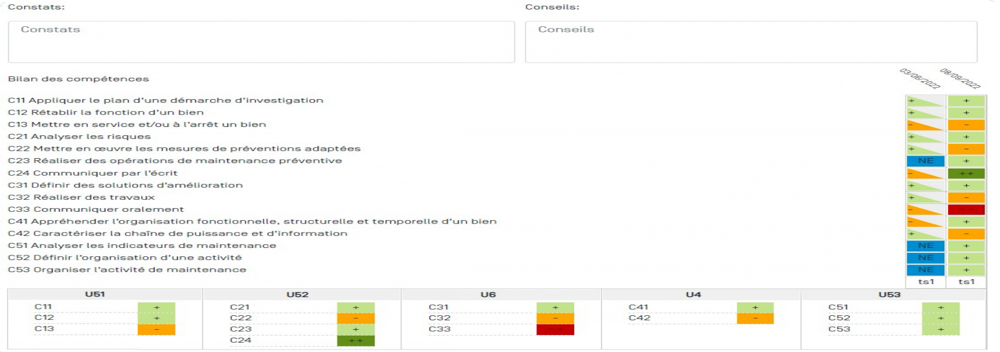 Constats:
Conseils:
Constats
Conseils
Bilan des compétences
03/06/2022
08/09/2022
C11 Appliquer le plan d'une démarche d'investigation + +
C12 Rétablir la fonction d'un bien + +
C13 Mettre en service et/ou à l'arrêt un bien - -
C21 Analyser les risques + +
C22 Mettre en œuvre les mesures de préventions adaptées + -
C23 Réaliser des opérations de maintenance préventive NE +
C24 Communiquer par l'écrit - ++
C31 Définir des solutions d'amélioration + +
C32 Réaliser des travaux + -
C33 Communiquer oralement - --
C41 Appréhender l'organisation fonctionnelle, structurelle et temporelle d'un bien - +
C42 Caractériser la chaîne de puissance et d'information + -
C51 Analyser les indicateurs de maintenance NE +
C52 Définir l'organisation d'une activité NE +
C53 Organiser l'activité de maintenance NE +
ts1 ts1
U51 U52 U6 U4 U53
C11 + C21 + C31 + C41 + C51 +
C12 + C22 - C32 - C42 - C52 +
C13 - C23 + C33 -- C53 +
C24 ++